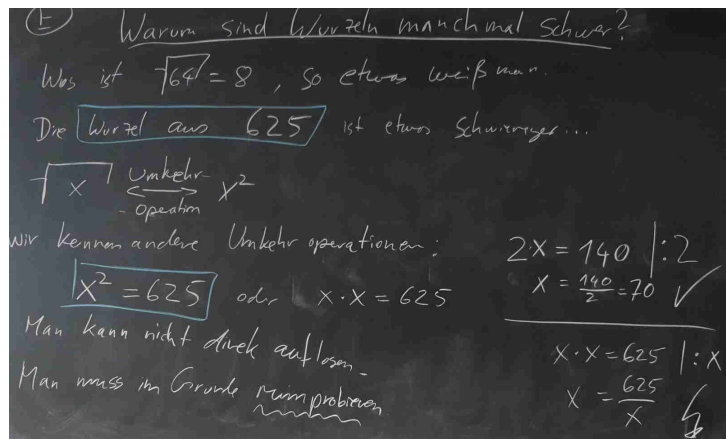 E
Warum sind Wurzeln manchmal schwer?
Was ist √64 = 8, so etwas weiß man.
Die Wurzel aus 625 ist etwas Schwieriger...
√x Umkehr- ⟷ x²
- operation
Wir kennen andere Umkehroperationen:
x² = 625 oder x · x = 625
Man kann nicht direk auflösen.
Man muss im Grunde rumprobieren
2·x = 140 |:2
x = 140/2 = 70 ✓
x · x = 625 |:x
x = 625/x